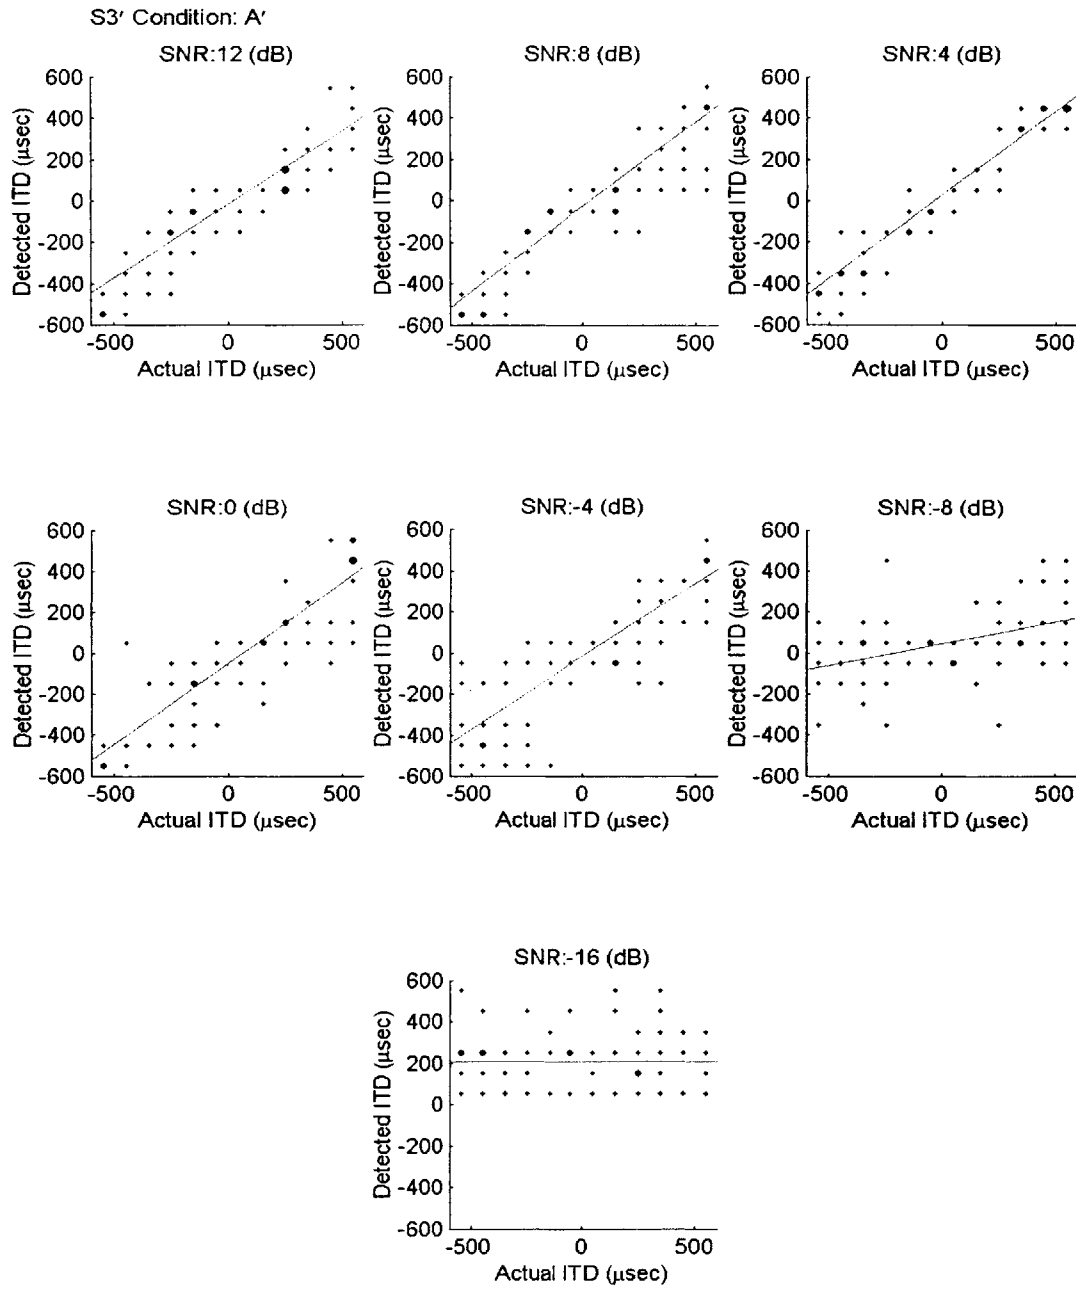 S3′ Condition: A′
SNR:12 (dB)
SNR:8 (dB)
SNR:4 (dB)
Detected ITD (μsec)
600
400
200
0
-200
-400
-600
-500 0 500
Actual ITD (μsec)
Detected ITD (μsec)
600
400
200
0
-200
-400
-600
-500 0 500
Actual ITD (μsec)
Detected ITD (μsec)
600
400
200
0
-200
-400
-600
-500 0 500
Actual ITD (μsec)
SNR:0 (dB)
SNR:-4 (dB)
SNR:-8 (dB)
Detected ITD (μsec)
600
400
200
0
-200
-400
-600
-500 0 500
Actual ITD (μsec)
Detected ITD (μsec)
600
400
200
0
-200
-400
-600
-500 0 500
Actual ITD (μsec)
Detected ITD (μsec)
600
400
200
0
-200
-400
-600
-500 0 500
Actual ITD (μsec)
SNR:-16 (dB)
Detected ITD (μsec)
600
400
200
0
-200
-400
-600
-500 0 500
Actual ITD (μsec)